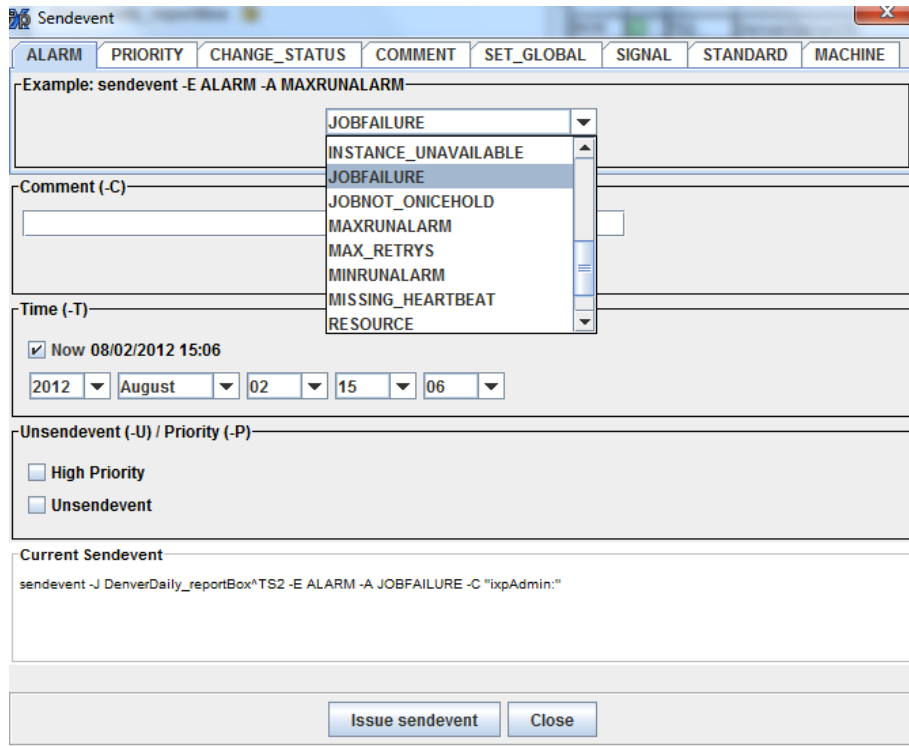 Sendevent
ALARM PRIORITY CHANGE_STATUS COMMENT SET_GLOBAL SIGNAL STANDARD MACHINE
Example: sendevent -E ALARM -A MAXRUNALARM
JOBFAILURE
INSTANCE_UNAVAILABLE
JOBFAILURE
JOBNOT_ONICEHOLD
MAXRUNALARM
MAX_RETRYS
MINRUNALARM
MISSING_HEARTBEAT
RESOURCE
Comment (-C)
Time (-T)
Now 08/02/2012 15:06
2012 August 02 15 06
Unsendevent (-U) / Priority (-P)
High Priority
Unsendevent
Current Sendevent
sendevent -J DenverDaily_reportBox^TS2 -E ALARM -A JOBFAILURE -C "ixpAdmin:"
Issue sendevent Close